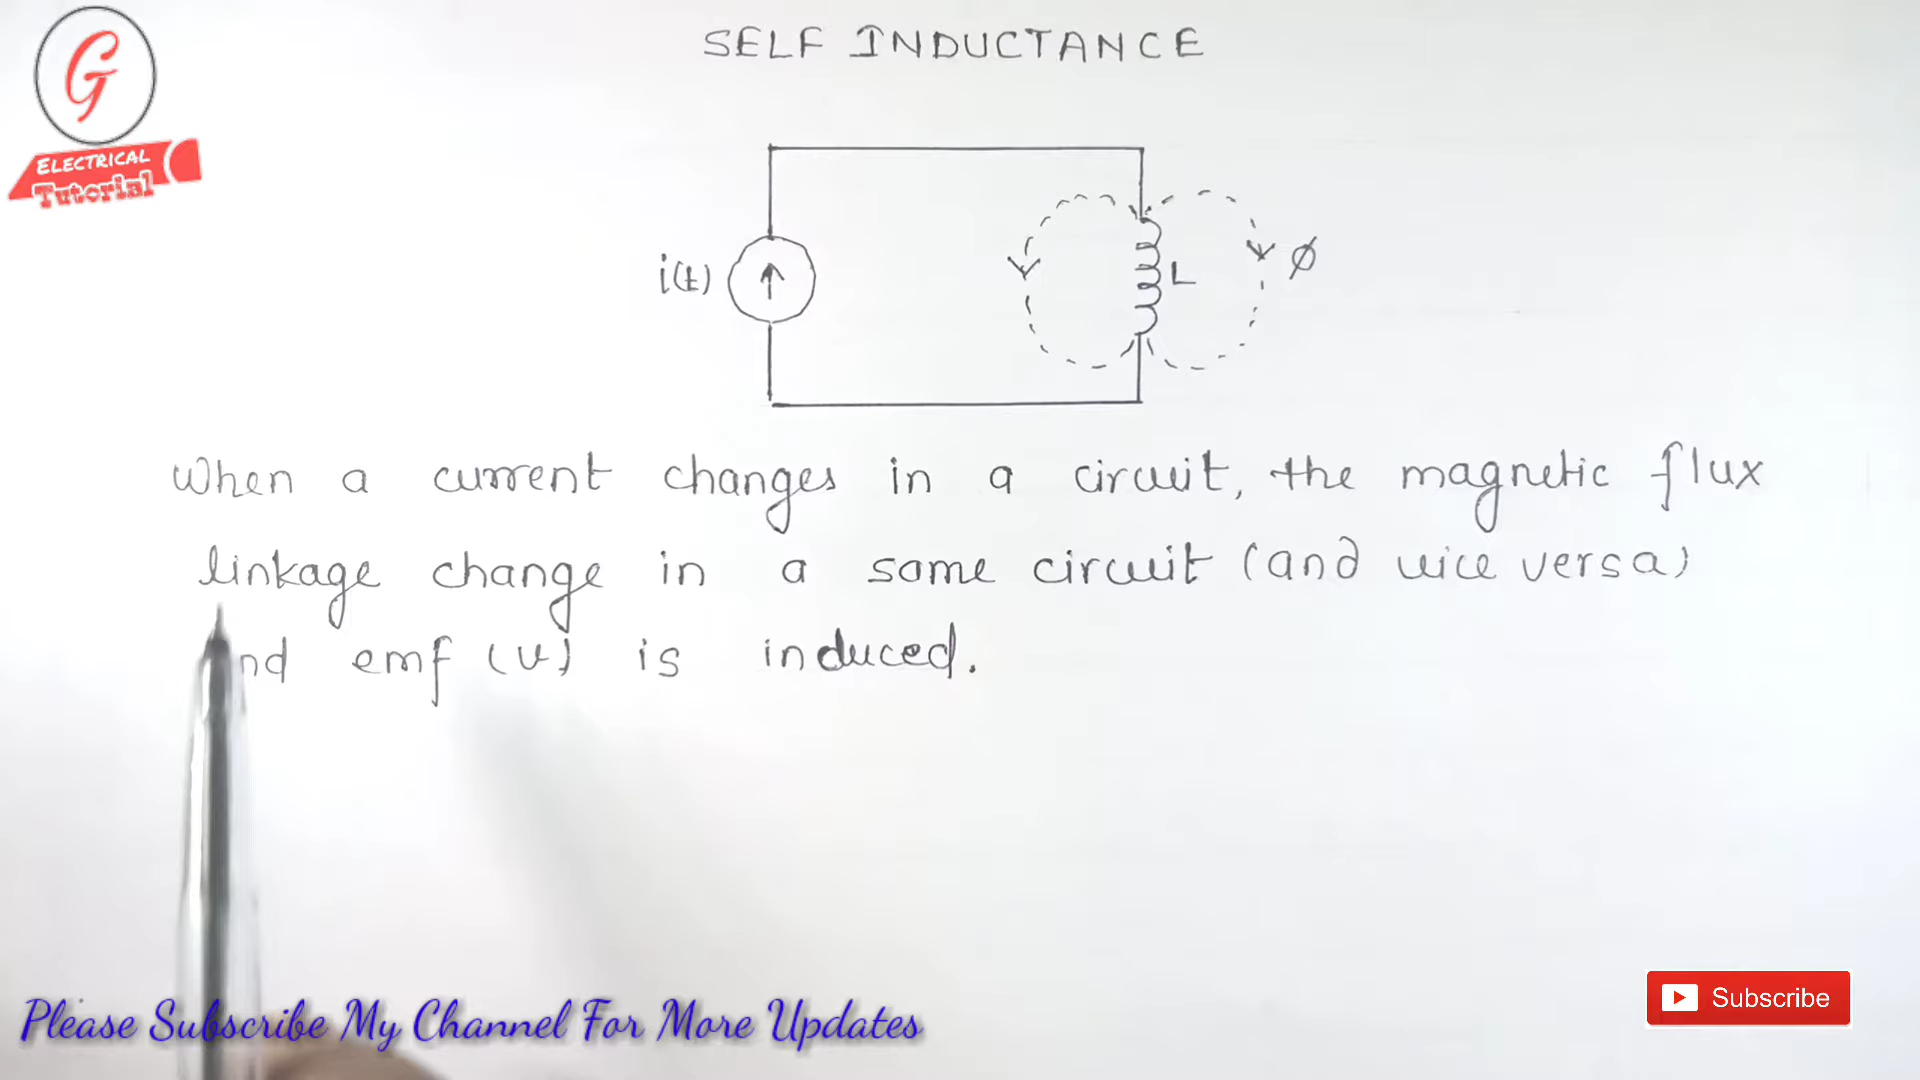 G
ELECTRICAL
Tutorial
SELF INDUCTANCE
i(t)
L
Ø
When a current changes in a circuit, the magnetic flux
linkage change in a same circuit (and vice versa)
emf (v) is induced.
Please Subscribe My Channel For More Updates
Subscribe